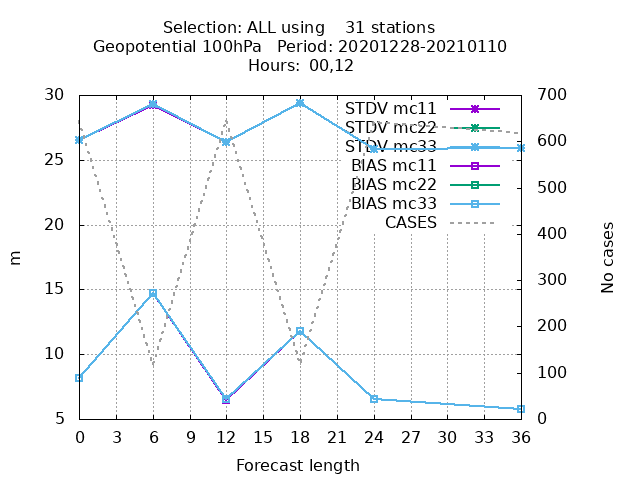 Selection: ALL using    31 stations
Geopotential 100hPa   Period: 20201228-20210110
Hours:  00,12
30 700
STDV mc11
STDV mc22
600
STDV mc33
25
BIAS mc11
500
BIAS mc22
BIAS mc33
20 CASES
400
m
No cases
15 300
200
10
100
5 0
0 3 6 9 12 15 18 21 24 27 30 33 36
Forecast length